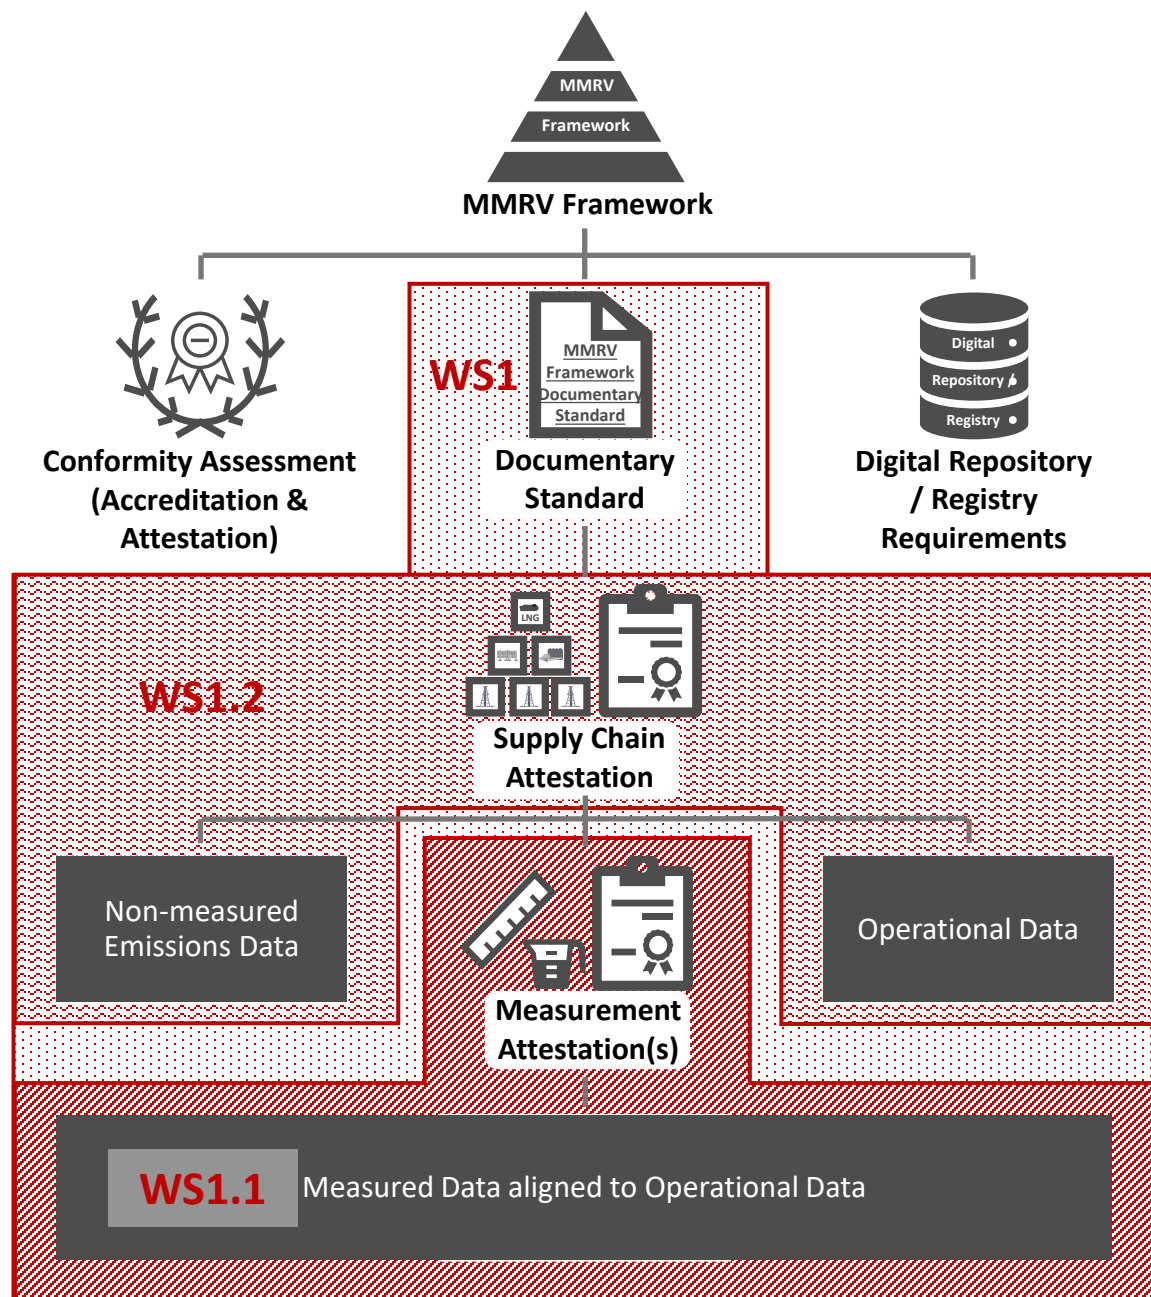 MMRV
Framework
MMRV Framework
WS1
MMRV
Framework
Documentary
Standard
Digital
Repository /
Registry
Conformity Assessment
(Accreditation &
Attestation)
Documentary
Standard
Digital Repository
/ Registry
Requirements
LNG
WS1.2
Supply Chain
Attestation
Non-measured
Emissions Data
Operational Data
Measurement
Attestation(s)
WS1.1
Measured Data aligned to Operational Data